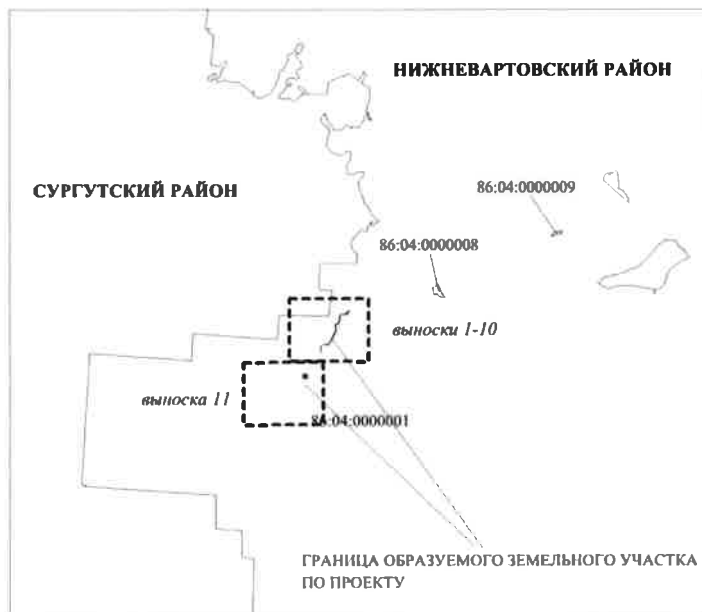 НИЖНЕВАРТОВСКИЙ РАЙОН
СУРГУТСКИЙ РАЙОН
86:04:0000009
86:04:0000008
выноски 1-10
выноска 11
86:04:0000001
ГРАНИЦА ОБРАЗУЕМОГО ЗЕМЕЛЬНОГО УЧАСТКА
ПО ПРОЕКТУ